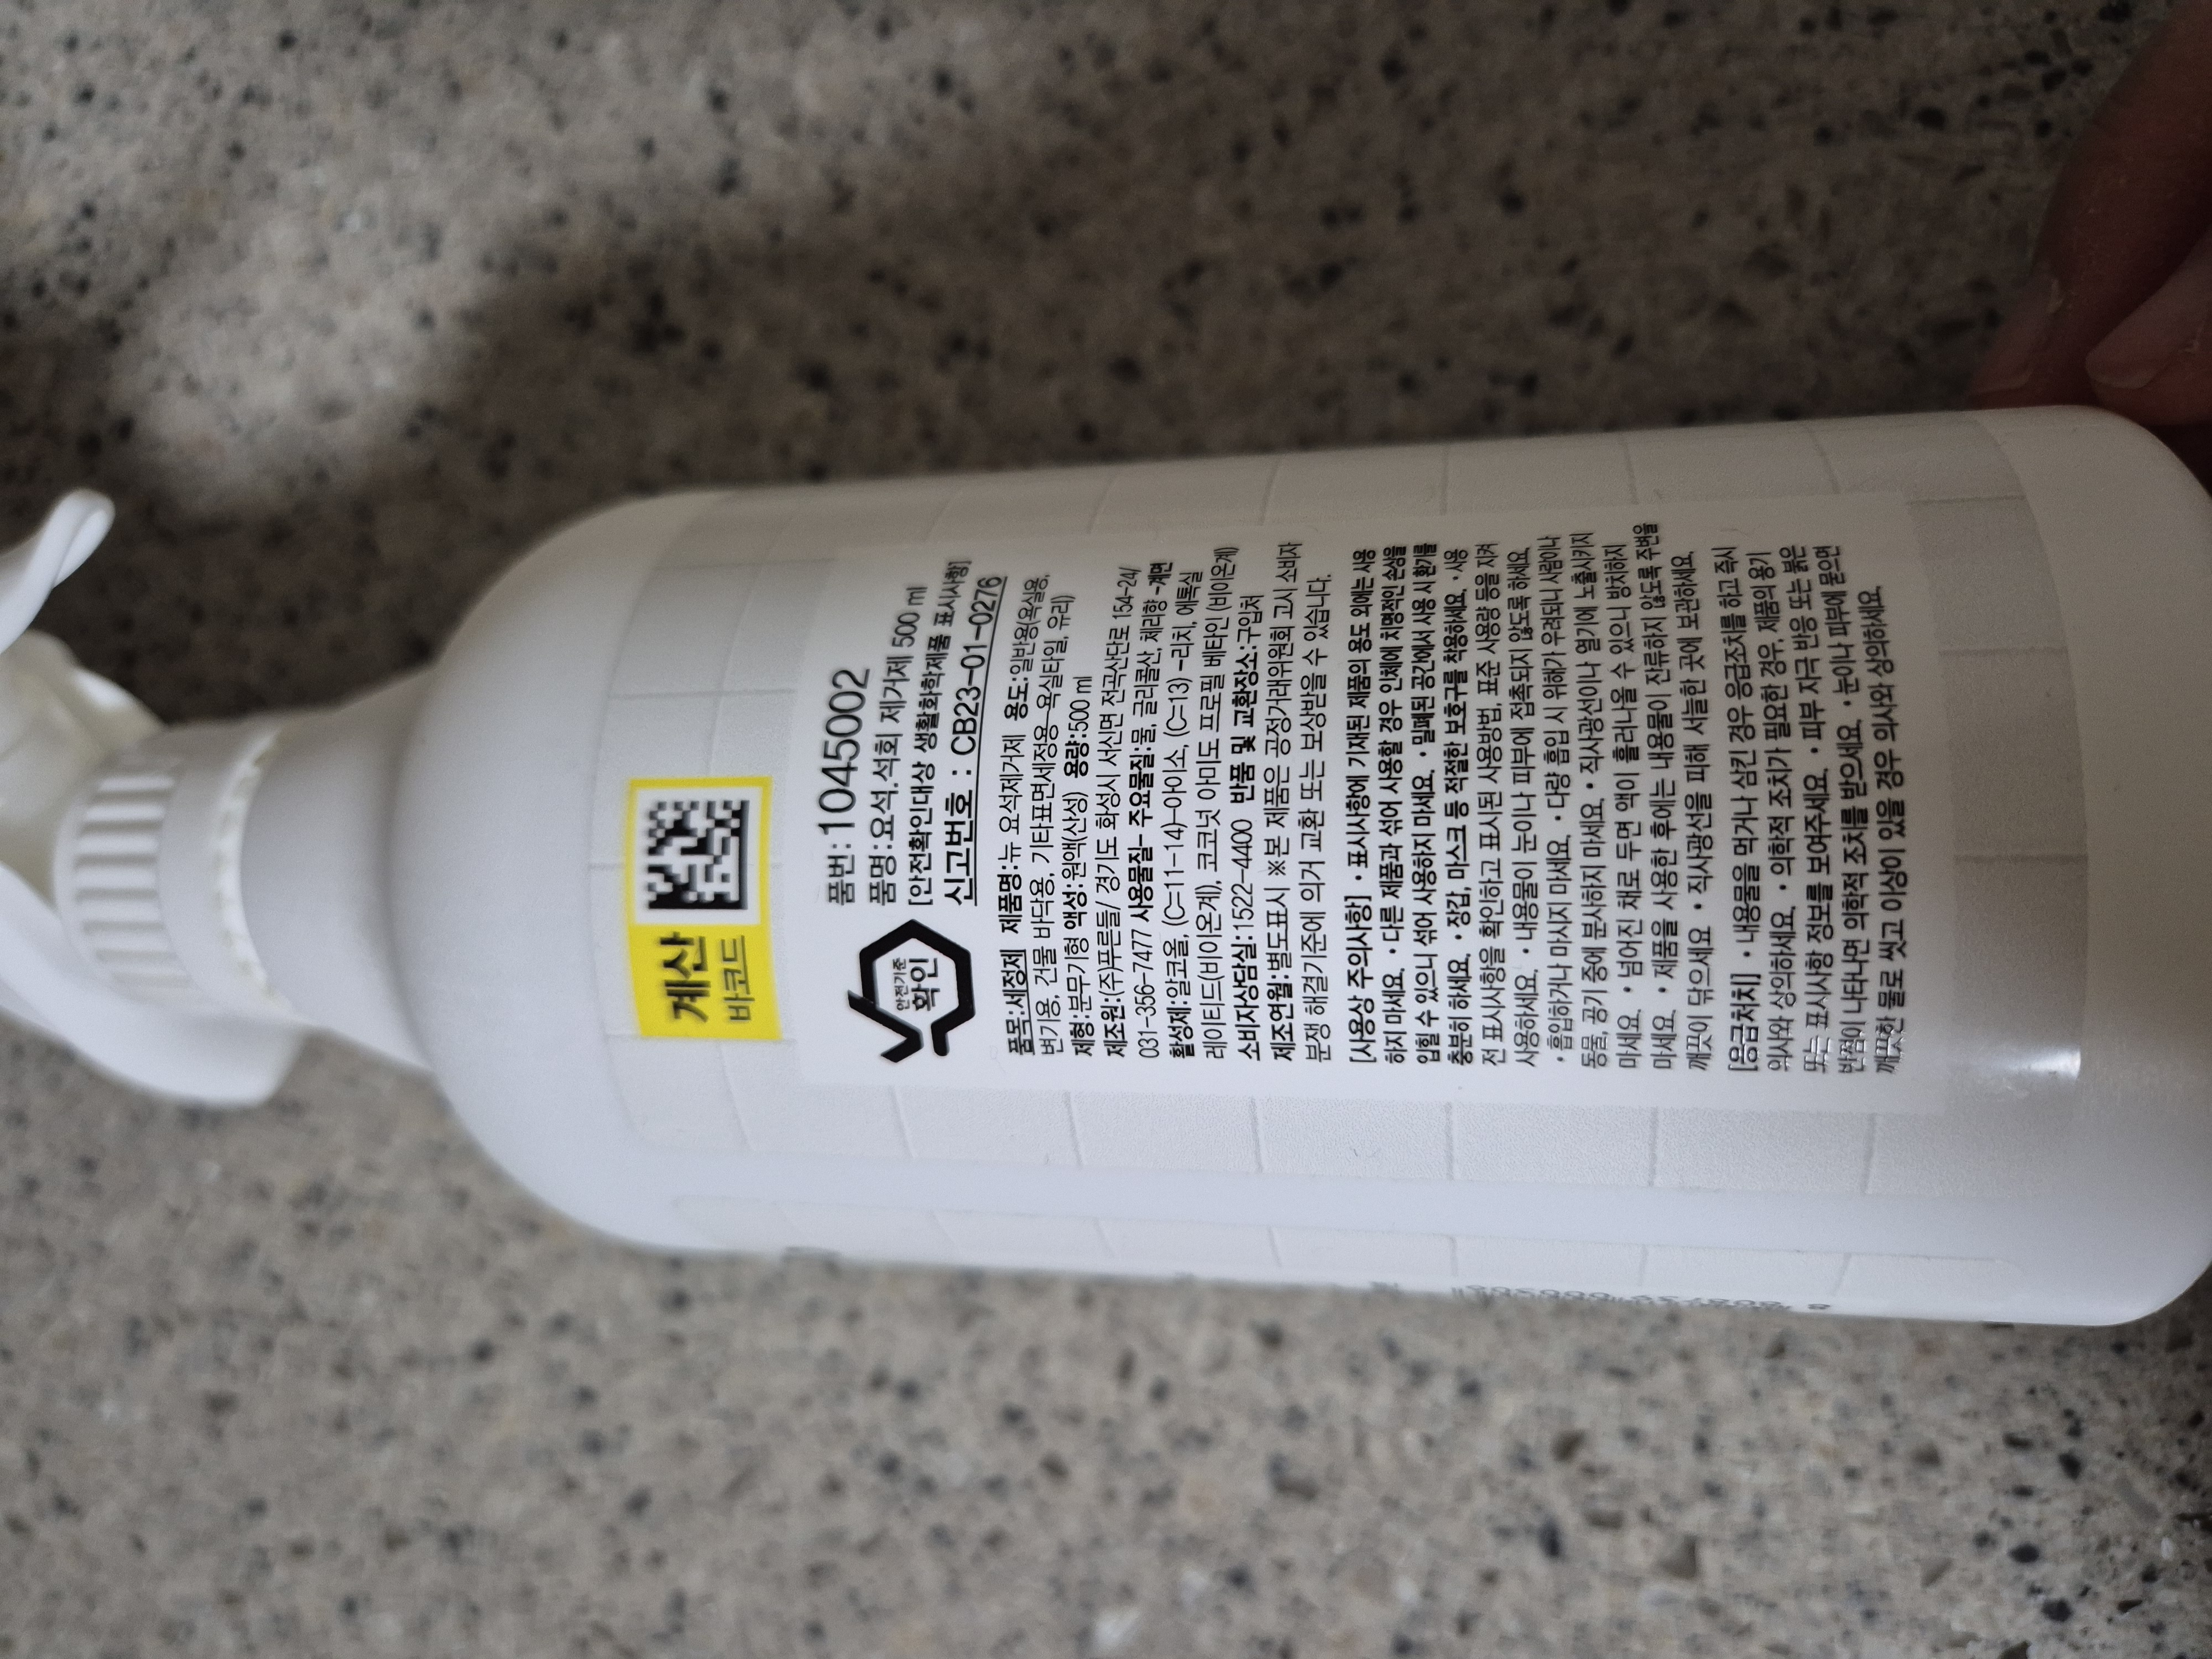 계산
바코드
품번:1045002
품명:요석.석회 제거제 500 ml
[안전확인대상 생활화학제품 표시사항]
신고번호 : CB23-01-0276
안전기준
확인
품목:세정제 제품명:뉴 요석제거제 용도:일반용(욕실용,
변기용, 건물 바닥용, 기타표면세정용-욕실타일, 유리)
제형:분무기형 액성:원액(산성) 용량:500 ml
제조원:(주)푸른들/ 경기도 화성시 서신면 전곡산단로 154-24/
031-356-7477 사용물질- 주요물질:물, 글리콜산, 체리향 -계면
활성제:알코올, (C=11-14)-아이소, (C=13) -리치, 에톡실
레이티드(비이온계), 코코넛 아미도 프로필 베타인 (비이온계)
소비자상담실:1522-4400 반품 및 교환장소:구입처
제조연월:별도표시 ※본 제품은 공정거래위원회 고시 소비자
분쟁 해결기준에 의거 교환 또는 보상받을 수 있습니다.
[사용상 주의사항] • 표시사항에 기재된 제품의 용도 외에는 사용
하지 마세요. • 다른 제품과 섞어 사용할 경우 인체에 치명적인 손상을
입힐 수 있으니 섞어 사용하지 마세요. • 밀폐된 공간에서 사용 시 환기를
충분히 하세요. • 장갑, 마스크 등 적절한 보호구를 착용하세요. • 사용
전 표시사항을 확인하고 표시된 사용방법, 표준 사용량 등을 지켜
사용하세요. • 내용물이 눈이나 피부에 접촉되지 않도록 하세요.
• 흡입하거나 마시지 마세요. • 다량 흡입 시 위해가 우려되니 사람이나
동물, 공기 중에 분사하지 마세요. • 직사광선이나 열기에 노출시키지
마세요. • 넘어진 채로 두면 액이 흘러나올 수 있으니 방치하지
마세요. • 제품을 사용한 후에는 내용물이 잔류하지 않도록 주변을
깨끗이 닦으세요 • 직사광선을 피해 서늘한 곳에 보관하세요.
[응급처치] • 내용물을 먹거나 삼킨 경우 응급조치를 하고 즉시
의사와 상의하세요. • 의학적 조치가 필요한 경우, 제품의 용기
또는 표시사항 정보를 보여주세요. • 피부 자극 반응 또는 붉은
반점이 나타나면 의학적 조치를 받으세요. • 눈이나 피부에 묻으면
깨끗한 물로 씻고 이상이 있을 경우 의사와 상의하세요.